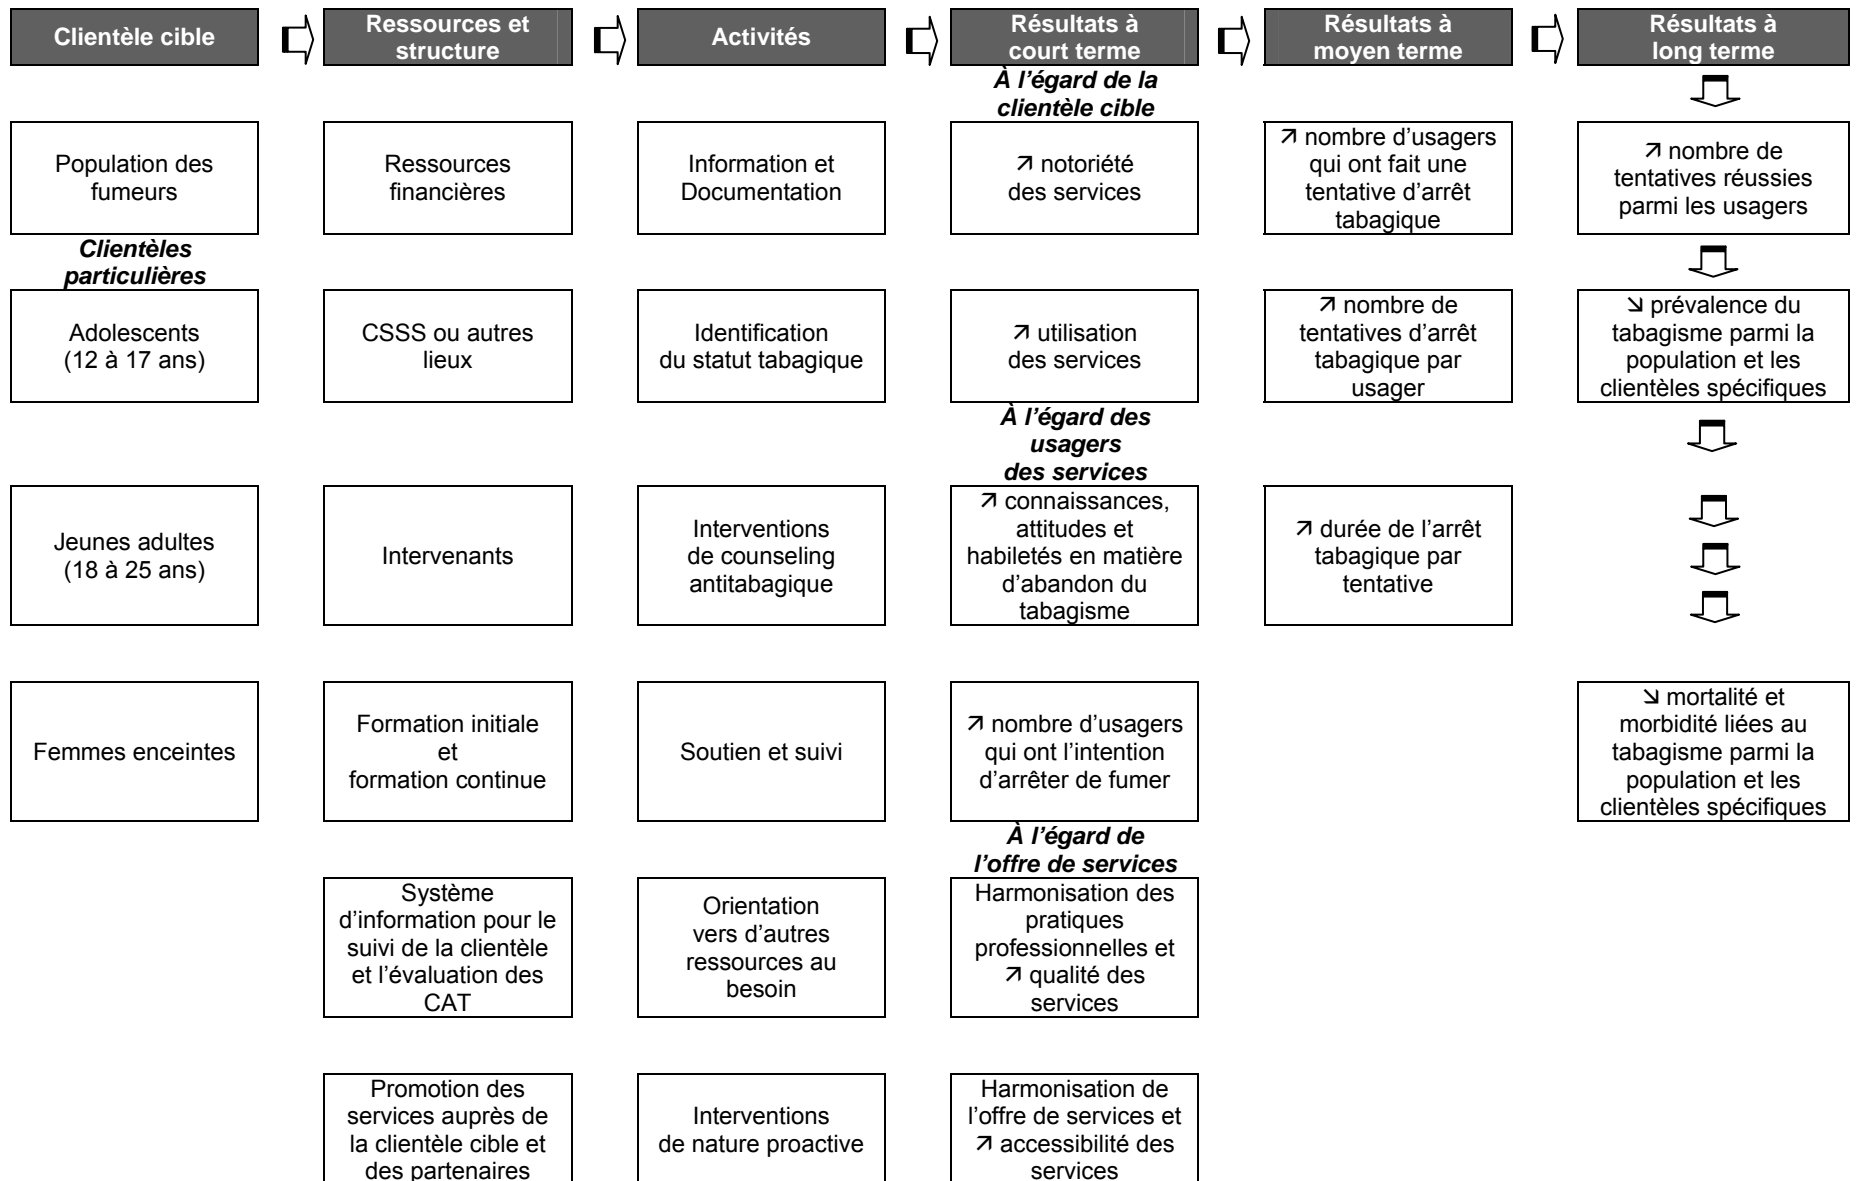 Clientèle cible
Ressources et
structure
Activités
Résultats à
court terme
Résultats à
moyen terme
Résultats à
long terme
Population des
fumeurs
Clientèles
particulières
Adolescents
(12 à 17 ans)
Jeunes adultes
(18 à 25 ans)
Femmes enceintes
Ressources
financières
CSSS ou autres
lieux
Intervenants
Formation initiale
et
formation continue
Système
d’information pour le
suivi de la clientèle
et l’évaluation des
CAT
Promotion des
services auprès de
la clientèle cible et
des partenaires
Information et
Documentation
Identification
du statut tabagique
Interventions
de counseling
antitabagique
Soutien et suivi
Orientation
vers d’autres
ressources au
besoin
Interventions
de nature proactive
À l’égard de la
clientèle cible
↗ notoriété
des services
↗ utilisation
des services
À l’égard des
usagers
des services
↗ connaissances,
attitudes et
habiletés en matière
d’abandon du
tabagisme
↗ nombre d’usagers
qui ont l’intention
d’arrêter de fumer
À l’égard de
l’offre de services
Harmonisation des
pratiques
professionnelles et
↗ qualité des
services
Harmonisation de
l’offre de services et
↗ accessibilité des
services
↗ nombre d’usagers
qui ont fait une
tentative d’arrêt
tabagique
↗ nombre de
tentatives d’arrêt
tabagique par
usager
↗ durée de l’arrêt
tabagique par
tentative
↗ nombre de
tentatives réussies
parmi les usagers
↘ prévalence du
tabagisme parmi la
population et les
clientèles spécifiques
↘ mortalité et
morbidité liées au
tabagisme parmi la
population et les
clientèles spécifiques